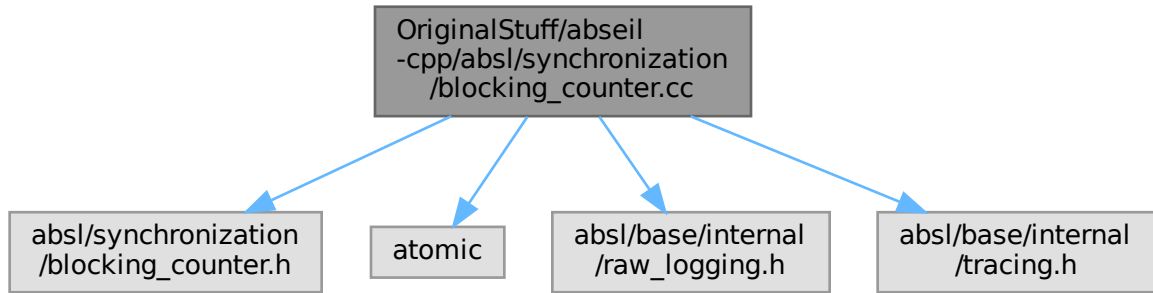 OriginalStuff/abseil
-cpp/absl/synchronization
/blocking_counter.cc
absl/synchronization
/blocking_counter.h
atomic
absl/base/internal
/raw_logging.h
absl/base/internal
/tracing.h